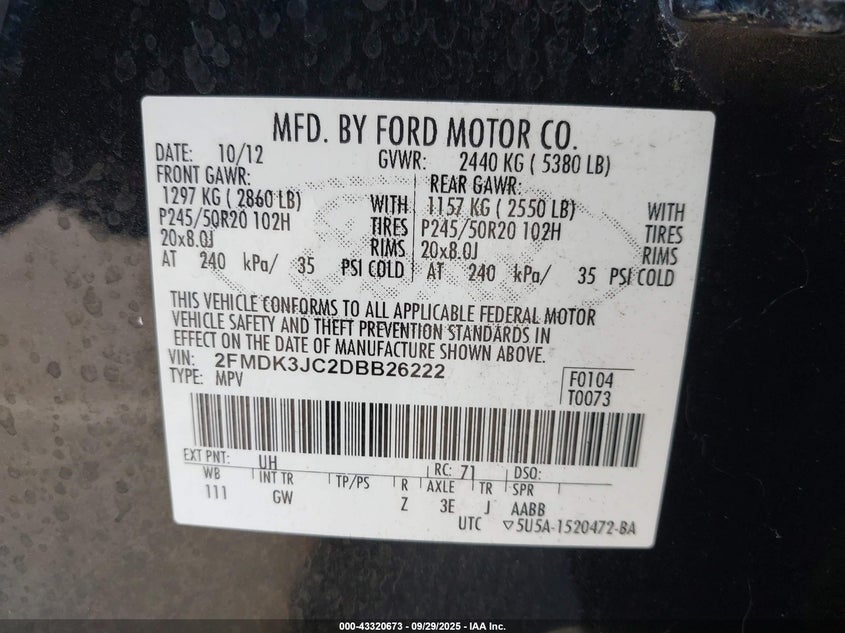 MFD. BY FORD MOTOR CO.
DATE: 10/12 GVWR: 2440 KG ( 5380 LB)
FRONT GAWR: REAR GAWR:
1297 KG ( 2860 LB) WITH 1157 KG ( 2550 LB) WITH
P245/50R20 102H TIRES P245/50R20 102H TIRES
20x8.0J RIMS 20x8.0J RIMS
AT 240 kPa/ 35 PSI COLD AT 240 kPa/ 35 PSI COLD
THIS VEHICLE CONFORMS TO ALL APPLICABLE FEDERAL MOTOR
VEHICLE SAFETY AND THEFT PREVENTION STANDARDS IN
EFFECT ON THE DATE OF MANUFACTURE SHOWN ABOVE.
VIN: 2FMDK3JC2DBB26222
TYPE: MPV F0104
T0073
EXT PNT: UH RC: 71 DSO:
WB INT TR TP/PS R AXLE TR SPR
111 GW Z 3E J AABB
UTC ▽5U5A-1520472-BA
000-43320673 - 09/29/2025 - IAA Inc.